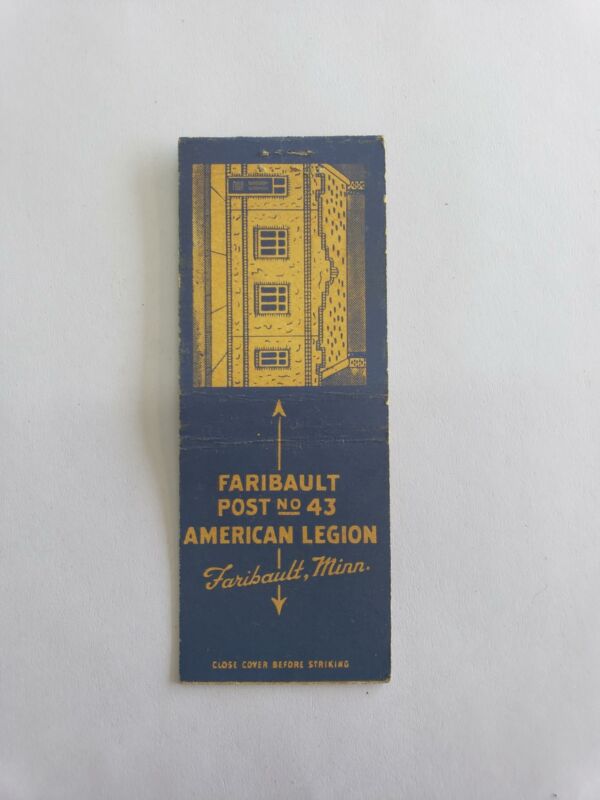 FARIBAULT
POST NO 43
AMERICAN LEGION
Faribault, Minn.
CLOSE COVER BEFORE STRIKING